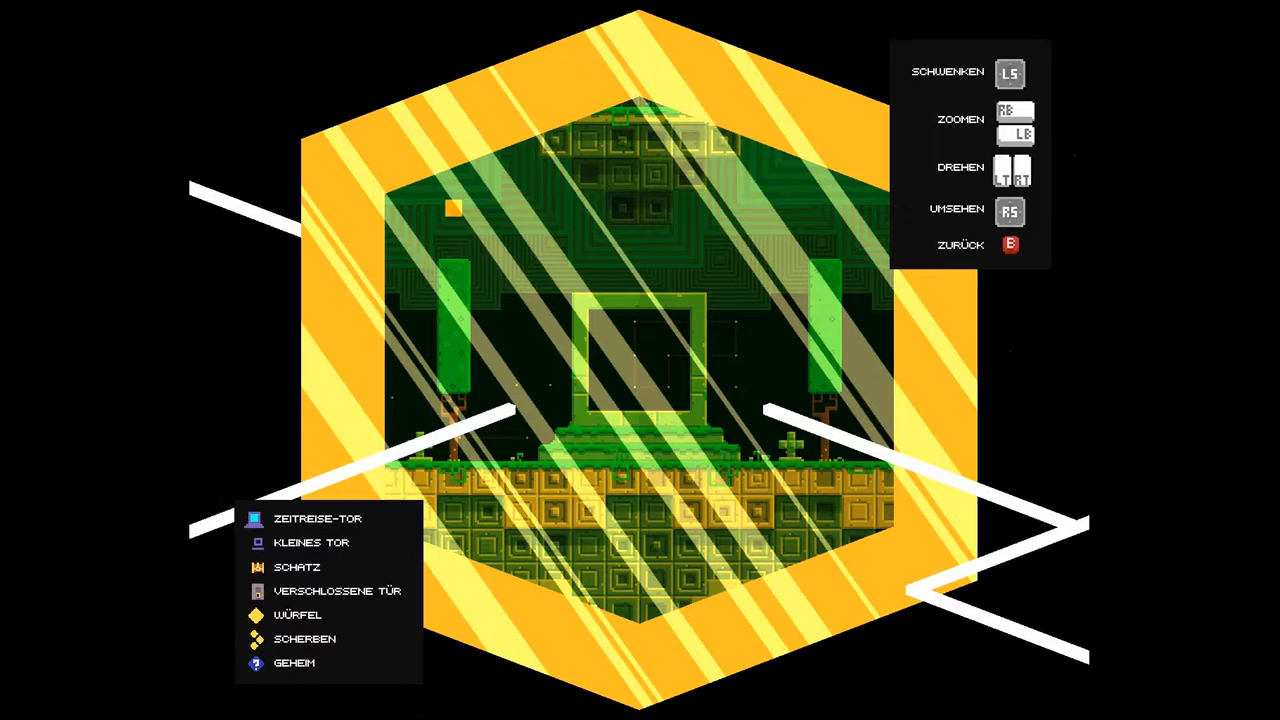 SCHWENKEN LS
ZOOMEN RB
LB
DREHEN LT RT
UMSEHEN RS
ZURÜCK B
ZEITREISE-TOR
KLEINES TOR
SCHATZ
VERSCHLOSSENE TÜR
WÜRFEL
SCHERBEN
? GEHEIM